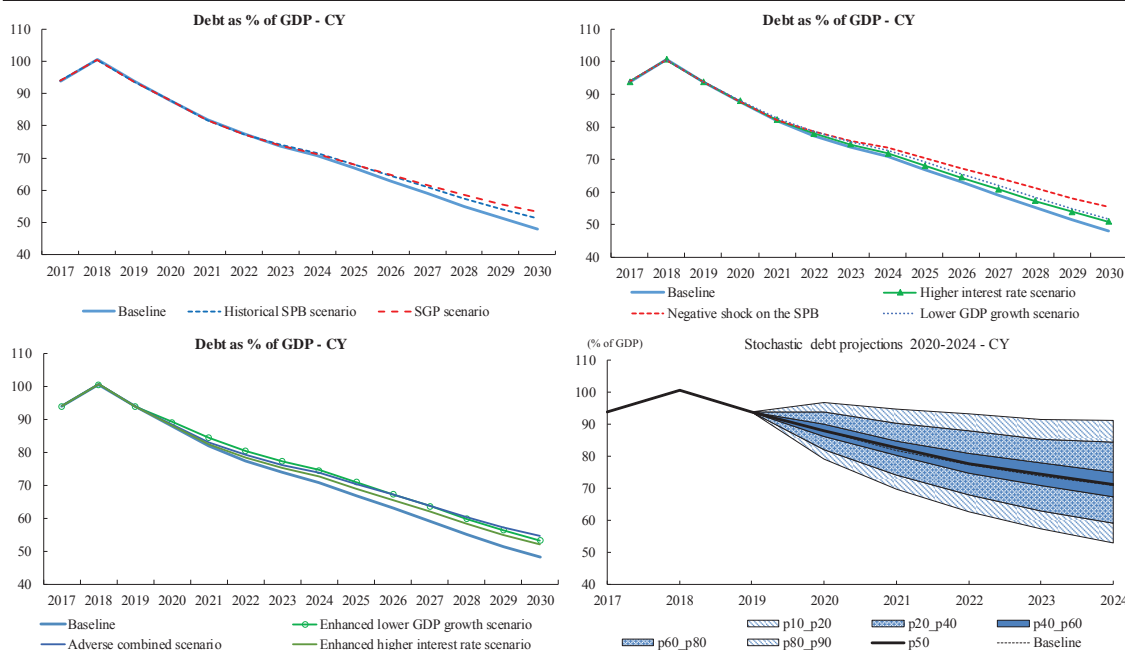 Debt as % of GDP - CY
110
100
90
80
70
60
50
40
2017 2018 2019 2020 2021 2022 2023 2024 2025 2026 2027 2028 2029 2030
Baseline Historical SPB scenario SGP scenario
Debt as % of GDP - CY
110
100
90
80
70
60
50
40
2017 2018 2019 2020 2021 2022 2023 2024 2025 2026 2027 2028 2029 2030
Baseline Higher interest rate scenario
Negative shock on the SPB Lower GDP growth scenario
Debt as % of GDP - CY
110
100
90
80
70
60
50
40
2017 2018 2019 2020 2021 2022 2023 2024 2025 2026 2027 2028 2029 2030
Baseline Enhanced lower GDP growth scenario
Adverse combined scenario Enhanced higher interest rate scenario
(% of GDP) Stochastic debt projections 2020-2024 - CY
110
100
90
80
70
60
50
40
2017 2018 2019 2020 2021 2022 2023 2024
p10_p20 p20_p40 p40_p60
p60_p80 p80_p90 p50 Baseline